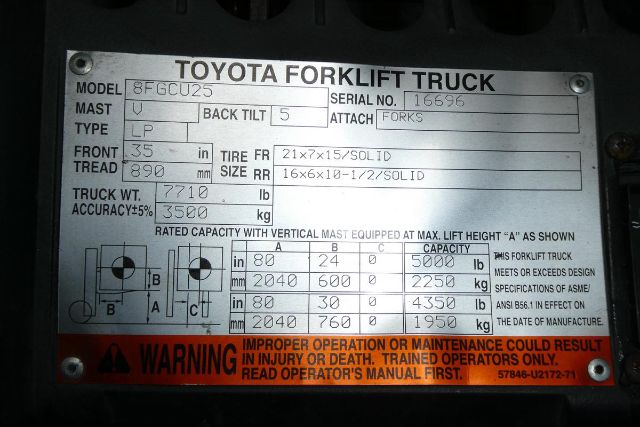 TOYOTA FORKLIFT TRUCK
MODEL 8FGCU25 SERIAL NO. 16696
MAST V BACK TILT 5 ATTACH FORKS
TYPE LP
FRONT TREAD 35 in TIRE SIZE FR 21x7x15/SOLID
890 mm RR 16x6x10-1/2/SOLID
TRUCK WT. 7710 lb
ACCURACY±5% 3500 kg
RATED CAPACITY WITH VERTICAL MAST EQUIPPED AT MAX. LIFT HEIGHT "A" AS SHOWN
A B C CAPACITY
in 80 24 0 5000 lb
mm 2040 600 0 2250 kg
in 80 30 0 4350 lb
mm 2040 760 0 1950 kg
B
B A C
THIS FORKLIFT TRUCK
MEETS OR EXCEEDS DESIGN
SPECIFICATIONS OF ASME/
ANSI B56.1 IN EFFECT ON
THE DATE OF MANUFACTURE.
WARNING
IMPROPER OPERATION OR MAINTENANCE COULD RESULT
IN INJURY OR DEATH. TRAINED OPERATORS ONLY.
READ OPERATOR'S MANUAL FIRST. 57846-U2172-71